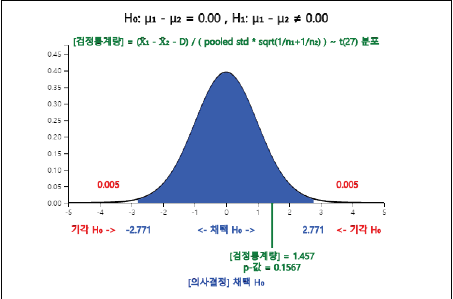 H₀: μ₁ - μ₂ = 0.00 , H₁: μ₁ - μ₂ ≠ 0.00
[검정통계량] = (X̄₁ - X̄₂ - D) / ( pooled std * sqrt(1/n₁+1/n₂) ) ~ t(27) 분포
0.45
0.40
0.35
0.30
0.25
0.20
0.15
0.10
0.05
0.00
0.005 0.005
-5 -4 -3 -2 -1 0 1 2 3 4 5
기각 H₀ -> -2.771 <- 채택 H₀ -> 2.771 <- 기각 H₀
[검정통계량] = 1.457
p-값 = 0.1567
[의사결정] 채택 H₀